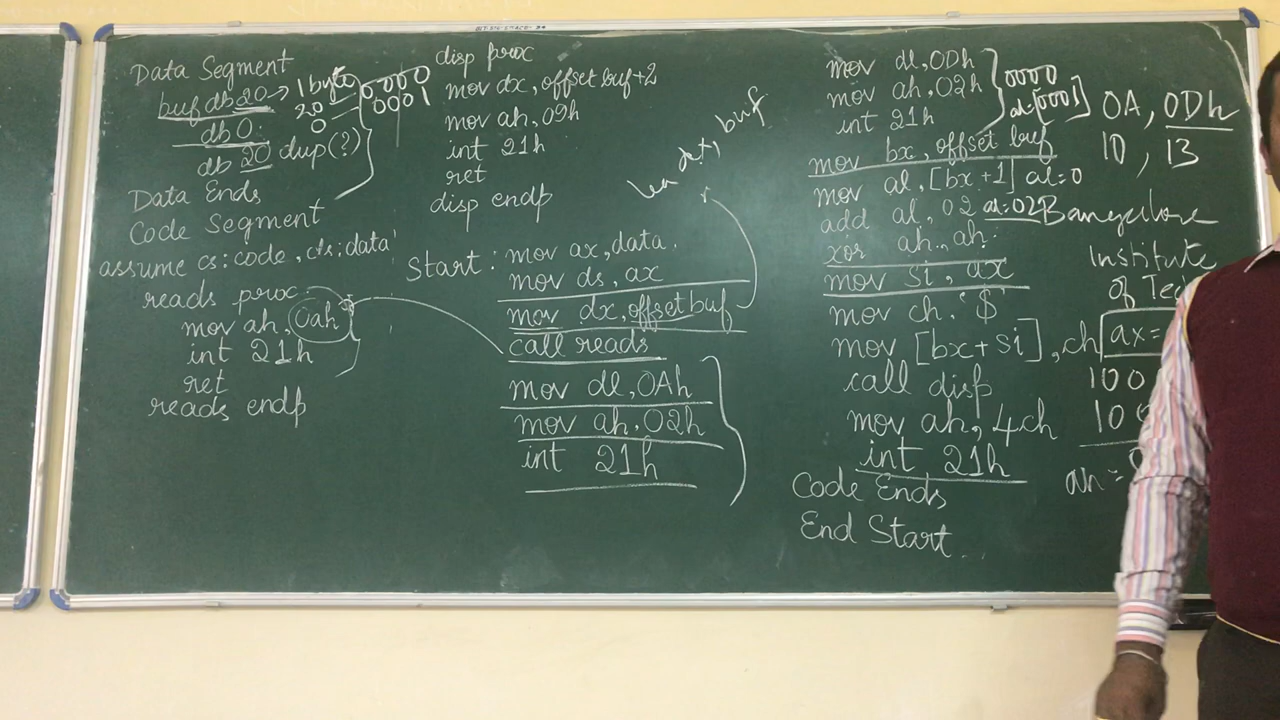 Data Segment
buf db 20 → 1 byte
20
0
0000
0001
db 0
db 20 dup(?)
Data Ends
Code Segment
assume cs:code, ds:data
reads proc
mov ah, 0ah
int 21h
ret
reads endp
disp proc
mov dx, offset buf+2
mov ah, 09h
int 21h
ret
disp endp
lea dx, buf
Start: mov ax, data
mov ds, ax
mov dx, offset buf
call reads
mov dl, 0Ah
mov ah, 02h
int 21h
mov dl, 0Dh
mov ah, 02h
int 21h
0000
[0001]
mov bx, offset buf
mov al, [bx+1] al=0
add al, 02 al=02
xor ah, ah
mov si, ax
mov ch, '$'
mov [bx+si], ch
call disp
mov ah, 4ch
int 21h
Code Ends
End Start
0A, 0Dh
10, 13
Bangalore
Institute
of Tec
ax=
100